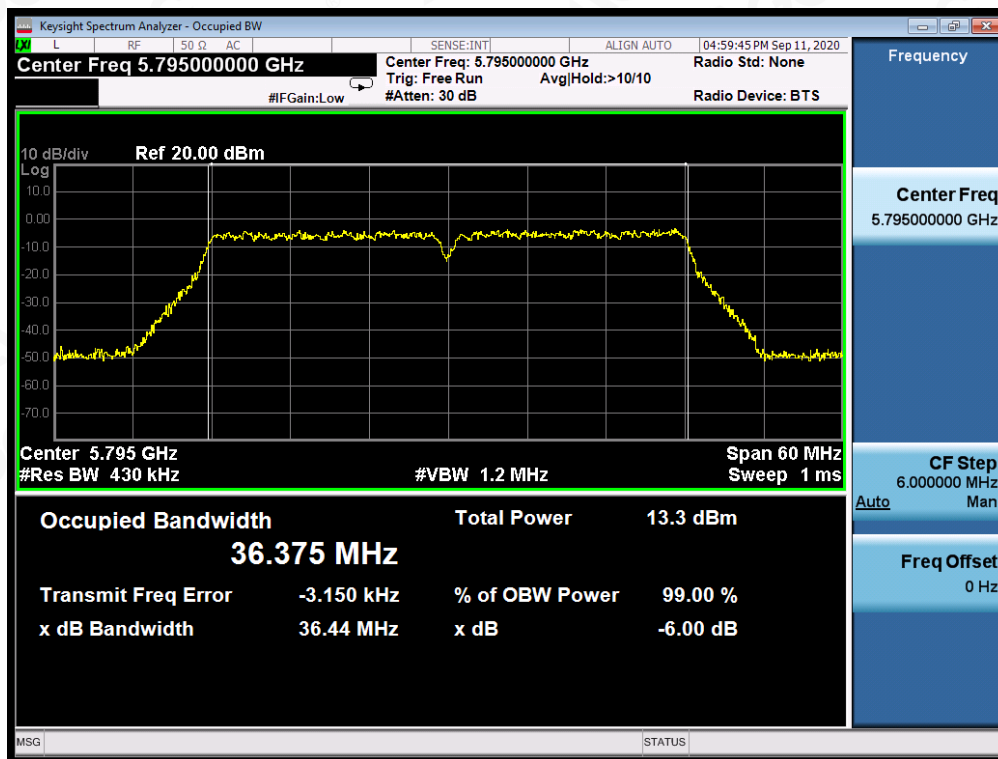 Keysight Spectrum Analyzer - Occupied BW
LXI L RF 50 Ω AC SENSE:INT ALIGN AUTO 04:59:45 PM Sep 11, 2020
Center Freq 5.795000000 GHz
Center Freq: 5.795000000 GHz Radio Std: None
Trig: Free Run Avg|Hold:>10/10
#IFGain:Low #Atten: 30 dB Radio Device: BTS
10 dB/div Ref 20.00 dBm
Log
10.0
0.00
-10.0
-20.0
-30.0
-40.0
-50.0
-60.0
-70.0
Center 5.795 GHz Span 60 MHz
#Res BW 430 kHz #VBW 1.2 MHz Sweep 1 ms
Occupied Bandwidth Total Power 13.3 dBm
36.375 MHz
Transmit Freq Error -3.150 kHz % of OBW Power 99.00 %
x dB Bandwidth 36.44 MHz x dB -6.00 dB
MSG STATUS
Frequency
Center Freq
5.795000000 GHz
CF Step
6.000000 MHz
Auto Man
Freq Offset
0 Hz